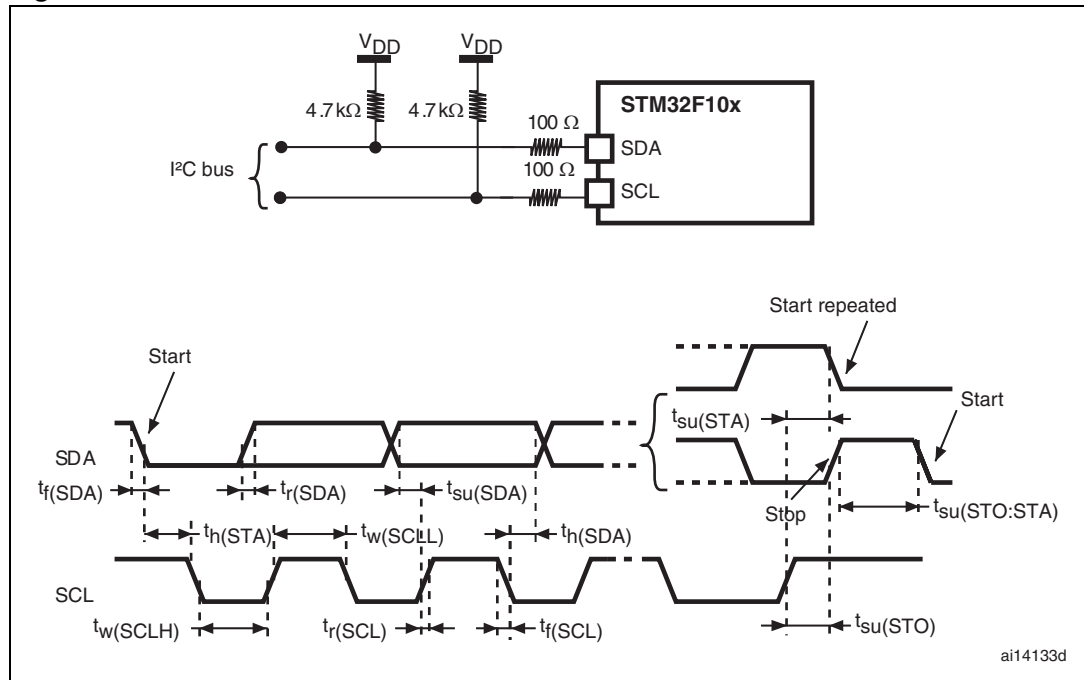 VDD VDD
4.7kΩ 4.7kΩ
STM32F10x
100 Ω
SDA
I²C bus
100 Ω
SCL
Start repeated
Start
Start
tsu(STA)
SDA
tf(SDA) tr(SDA) tsu(SDA)
Stop
tsu(STO:STA)
th(STA) tw(SCLL) th(SDA)
SCL
tw(SCLH) tr(SCL) tf(SCL) tsu(STO)
ai14133d